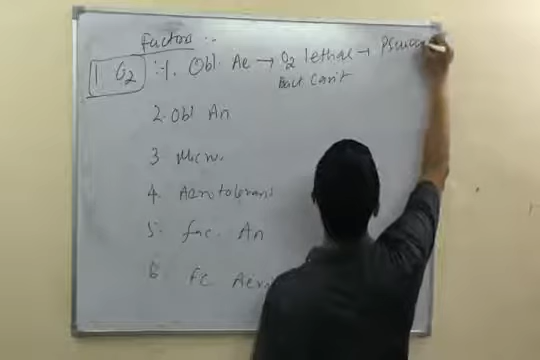 Factors :-
1 O2 :-1. Obl. Ae → O2 lethal → Pseudo
Bact Can't
2. Obl An
3 Micro.
4. Aerotolerans
5. fac. An
6 Fc Aer